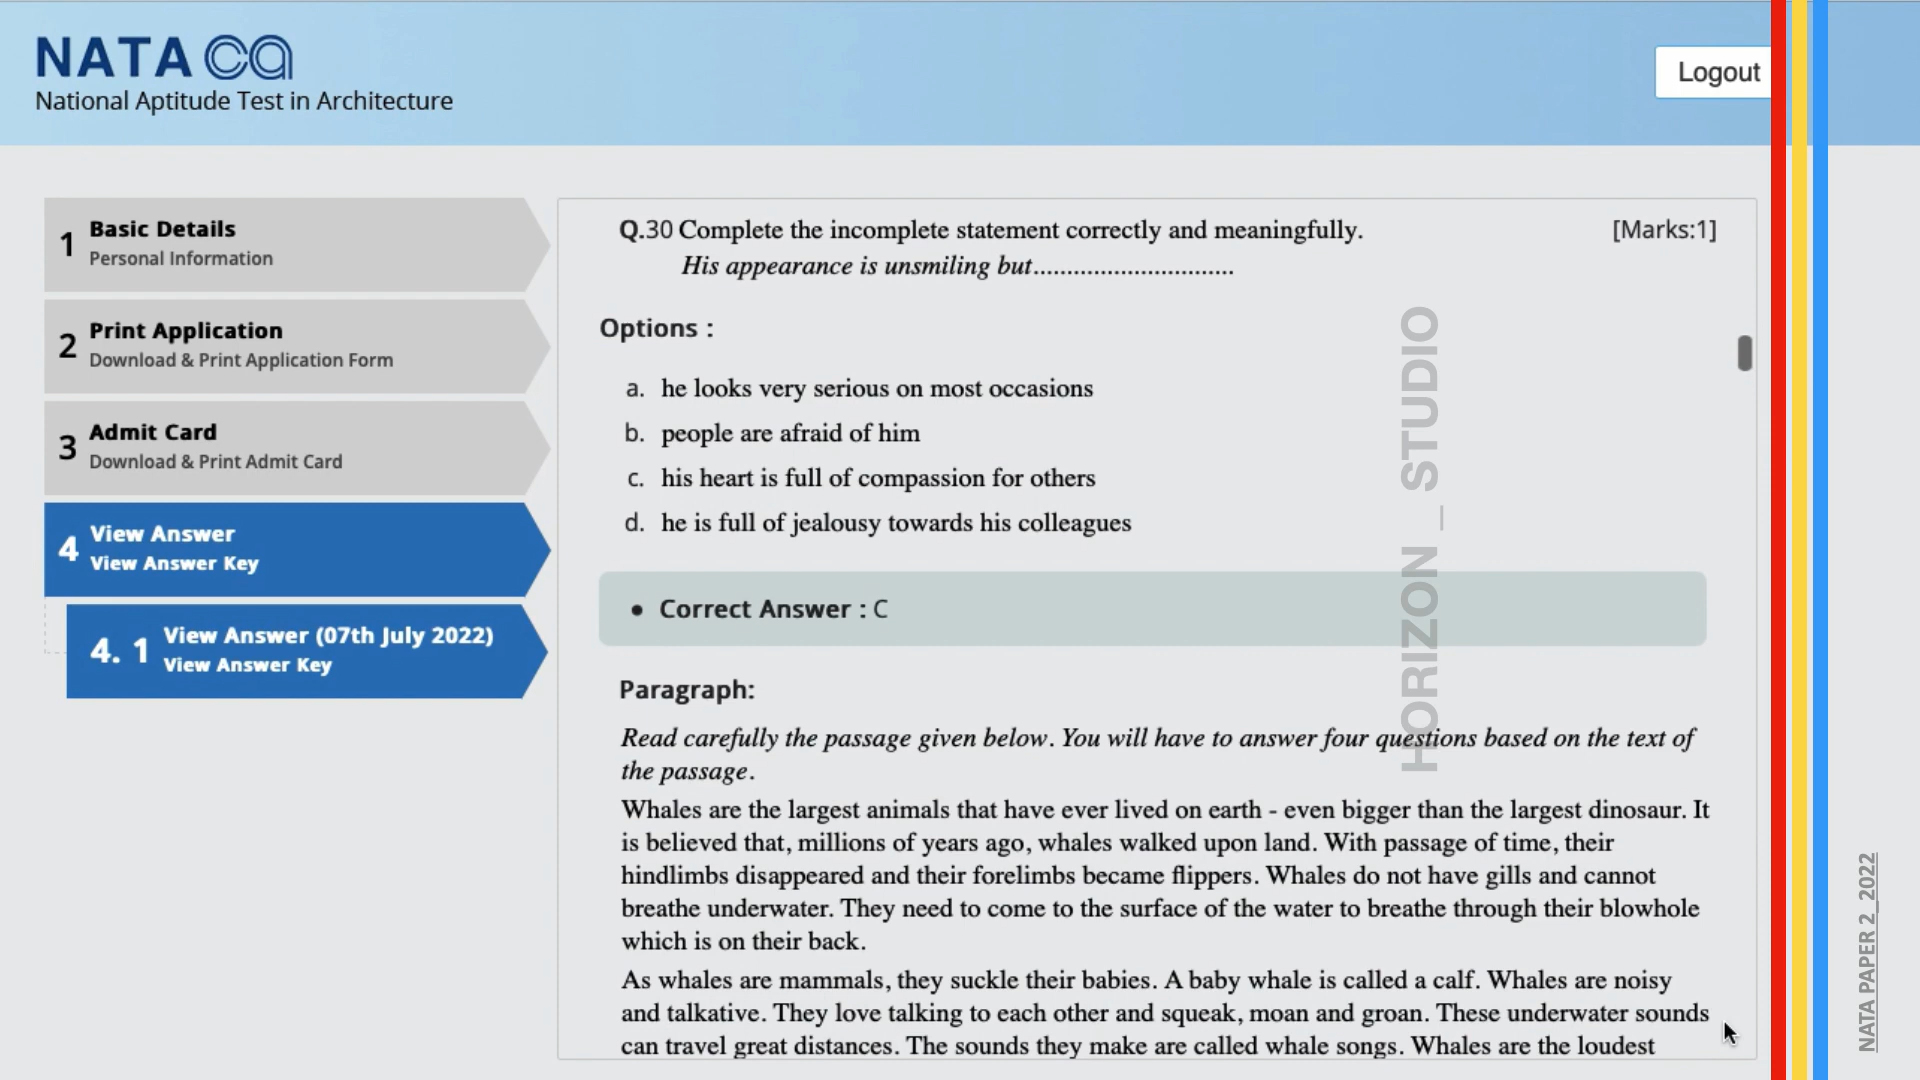 NATA ca
National Aptitude Test in Architecture
Logout
1 Basic Details
Personal Information
2 Print Application
Download & Print Application Form
3 Admit Card
Download & Print Admit Card
4 View Answer
View Answer Key
4. 1 View Answer (07th July 2022)
View Answer Key
Q.30 Complete the incomplete statement correctly and meaningfully. [Marks:1]
His appearance is unsmiling but..............................
Options :
a. he looks very serious on most occasions
b. people are afraid of him
c. his heart is full of compassion for others
d. he is full of jealousy towards his colleagues
• Correct Answer : C
Paragraph:
Read carefully the passage given below. You will have to answer four questions based on the text of
the passage.
Whales are the largest animals that have ever lived on earth - even bigger than the largest dinosaur. It
is believed that, millions of years ago, whales walked upon land. With passage of time, their
hindlimbs disappeared and their forelimbs became flippers. Whales do not have gills and cannot
breathe underwater. They need to come to the surface of the water to breathe through their blowhole
which is on their back.
As whales are mammals, they suckle their babies. A baby whale is called a calf. Whales are noisy
and talkative. They love talking to each other and squeak, moan and groan. These underwater sounds
can travel great distances. The sounds they make are called whale songs. Whales are the loudest
HORIZON _ STUDIO
NATA PAPER 2_2022